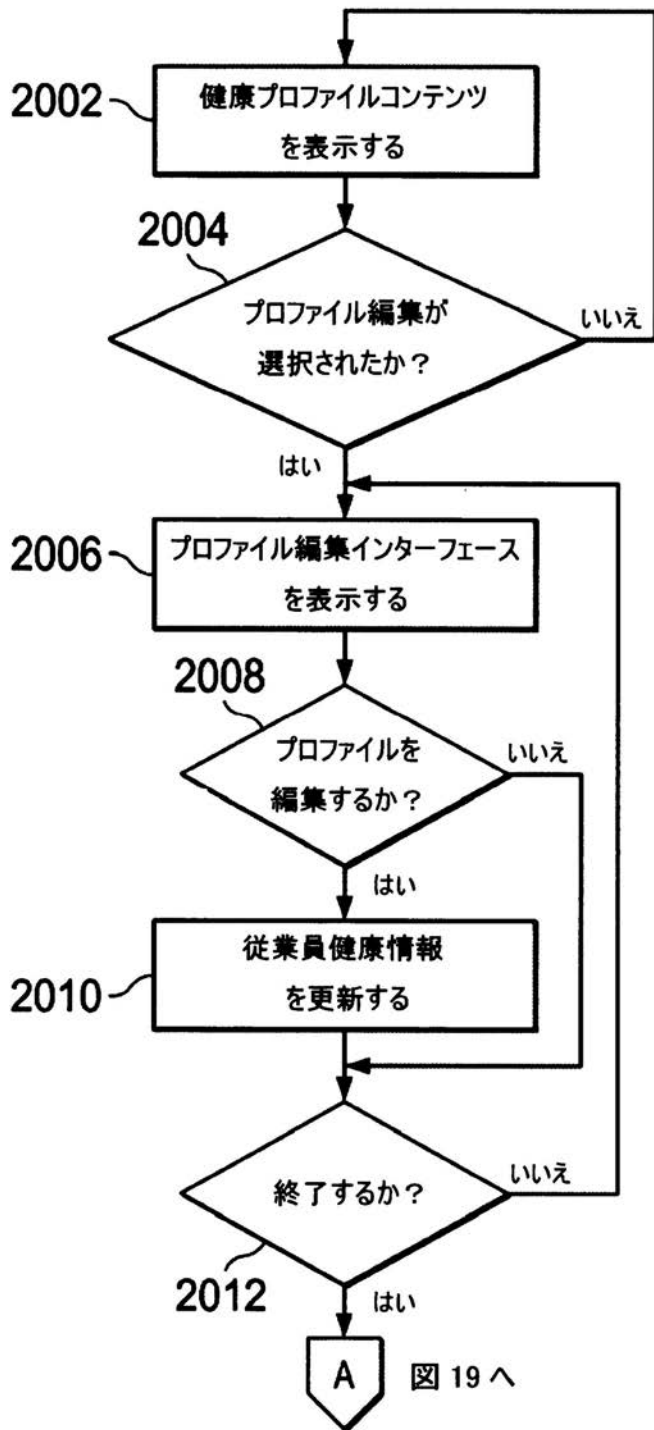 2002
健康プロファイルコンテンツ
を表示する
2004
プロファイル編集が
選択されたか？
いいえ
はい
2006
プロファイル編集インターフェース
を表示する
2008
プロファイルを
編集するか？
いいえ
はい
2010
従業員健康情報
を更新する
終了するか？
いいえ
2012
はい
A
図 19 へ